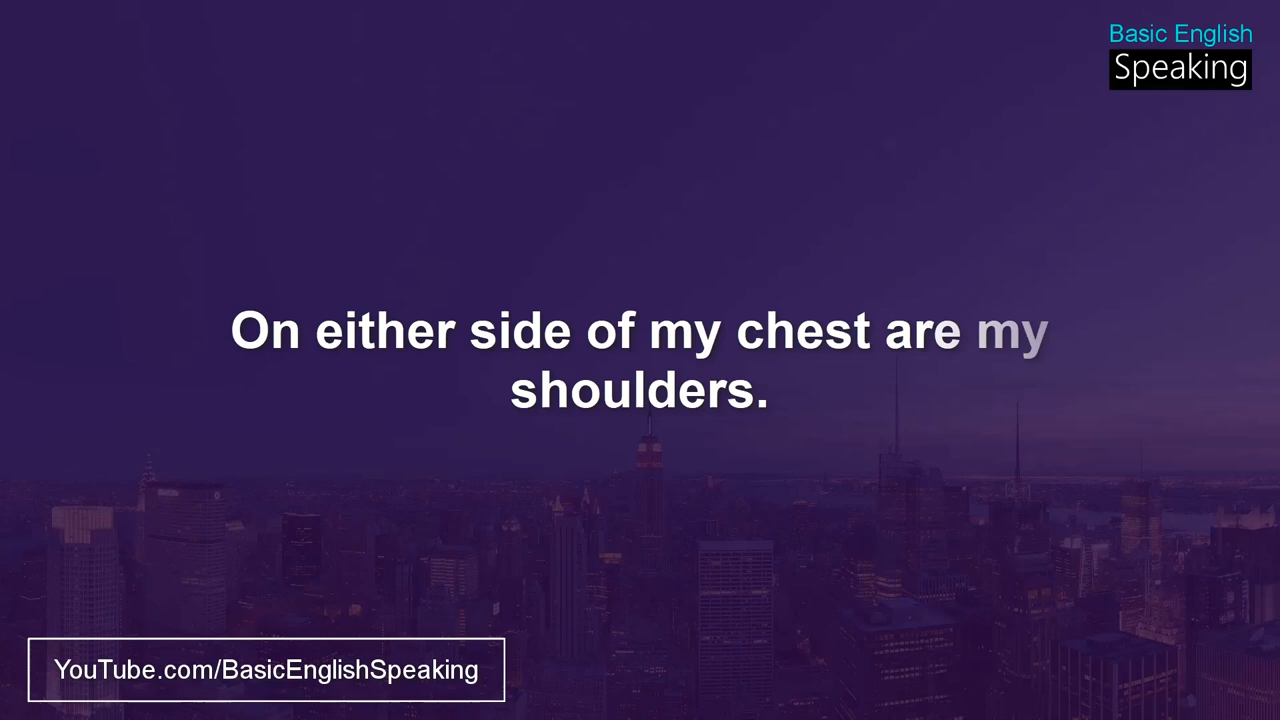 Basic English
Speaking
On either side of my chest are my
shoulders.
YouTube.com/BasicEnglishSpeaking